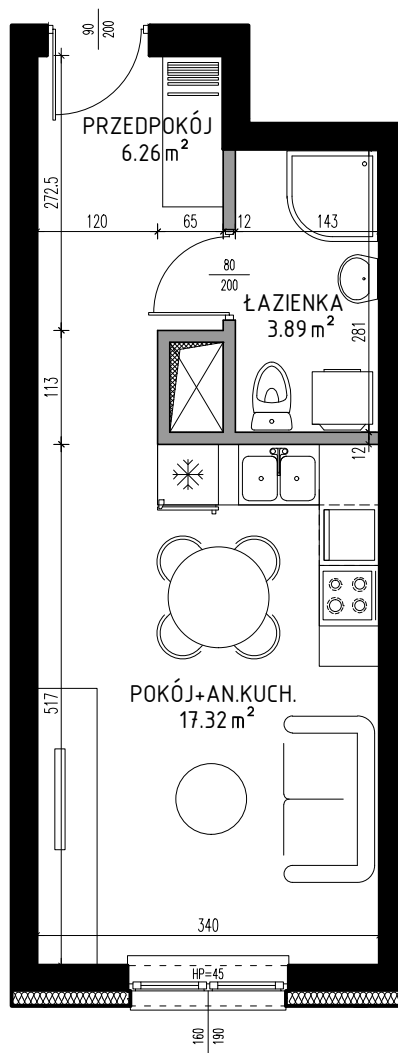 90
200
PRZEDPOKÓJ
6.26 m²
272.5
120 65 12 143
80
200
ŁAZIENKA
3.89 m²
281
113
12
POKÓJ+AN.KUCH.
17.32 m²
517
340
HP=45
160
190